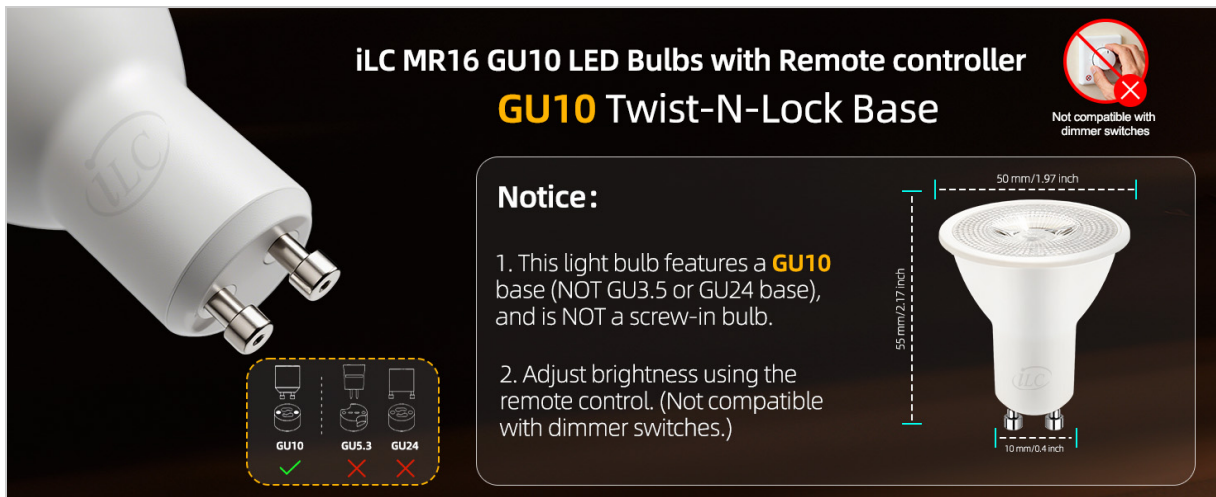 iLC MR16 GU10 LED Bulbs with Remote controller
GU10 Twist-N-Lock Base
Not compatible with
dimmer switches
iLC
Notice:
1. This light bulb features a GU10
base (NOT GU3.5 or GU24 base),
and is NOT a screw-in bulb.
2. Adjust brightness using the
remote control. (Not compatible
with dimmer switches.)
50 mm/1.97 inch
55 mm/2.17 inch
iLC
10 mm/0.4 inch
GU10
GU5.3
GU24